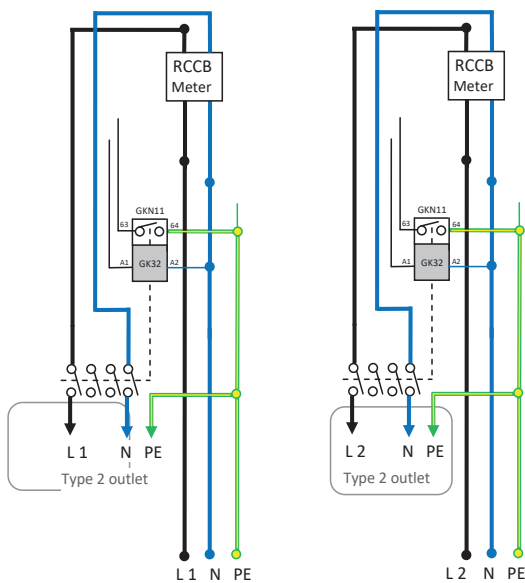 RCCB
Meter
GKN11
63 64
GK32
A1 A2
L 1 N PE
Type 2 outlet
L 1 N PE
RCCB
Meter
GKN11
63 64
GK32
A1 A2
L 2 N PE
Type 2 outlet
L 2 N PE